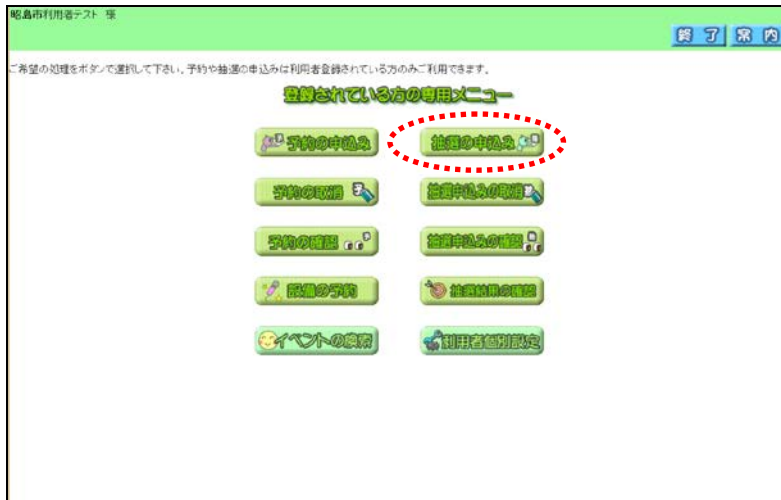 昭島市利用者テスト 様
終了 案内
ご希望の処理をボタンで選択して下さい。予約や抽選の申込みは利用者登録されている方のみご利用できます。
登録されている方の専用メニュー
予約の申込み 抽選の申込み
予約の取消 抽選申込みの取消
予約の確認 抽選申込みの確認
設備の予約 抽選結果の確認
イベントの検索 利用者個別設定